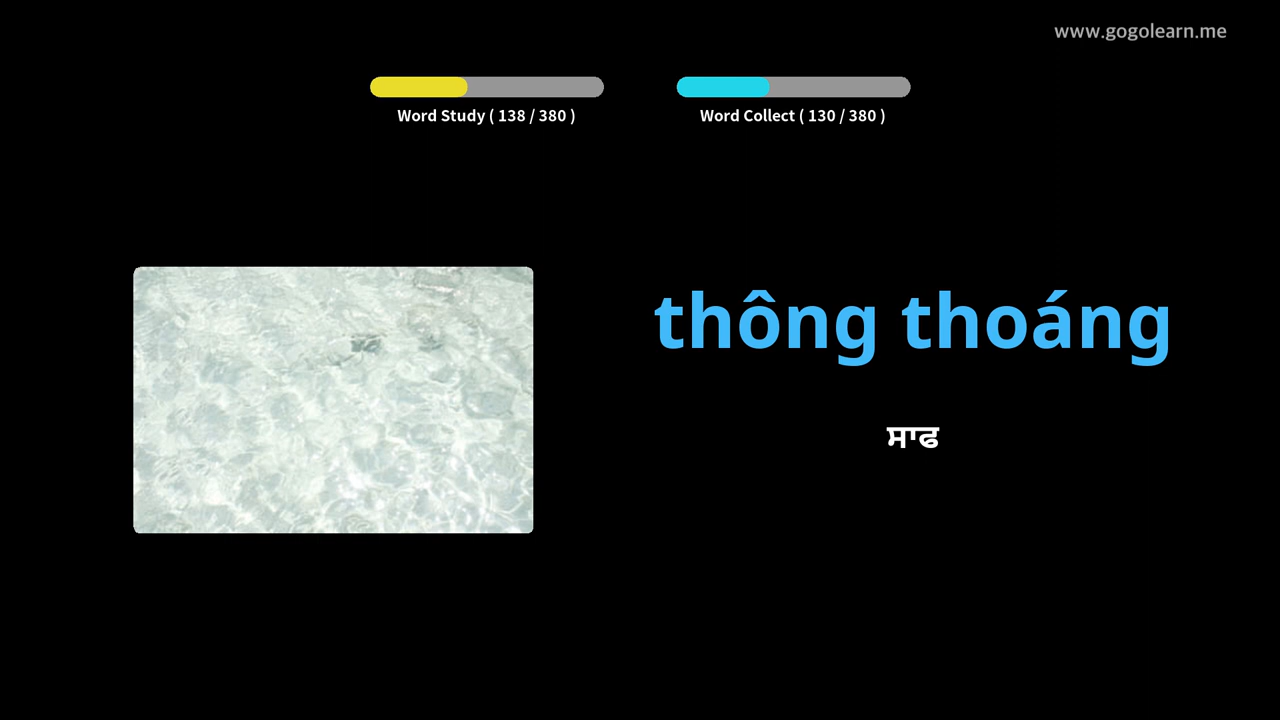 www.gogolearn.me
Word Study ( 138 / 380 )
Word Collect ( 130 / 380 )
thông thoáng
ਸਾਫ